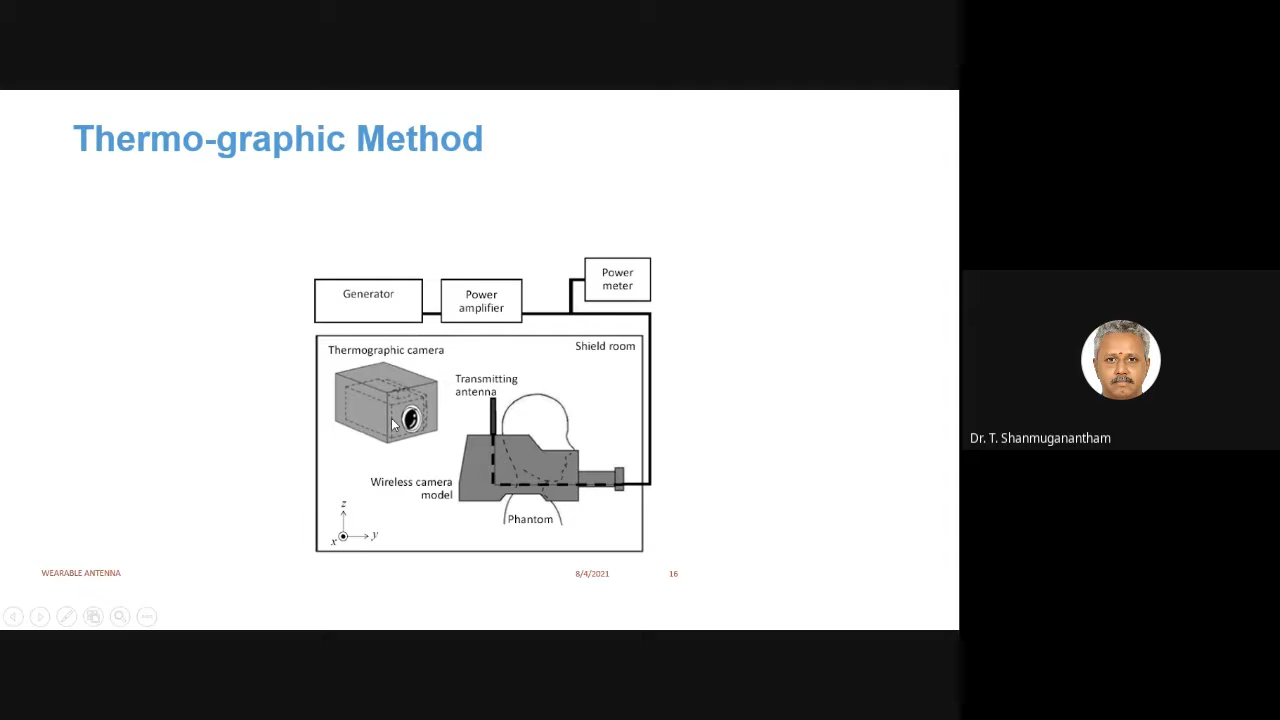 Thermo-graphic Method
Power
meter
Generator
Power
amplifier
Shield room
Thermographic camera
Transmitting
antenna
Wireless camera
model
z
Phantom
x
y
WEARABLE ANTENNA
8/4/2021
16
Dr. T. Shanmuganantham